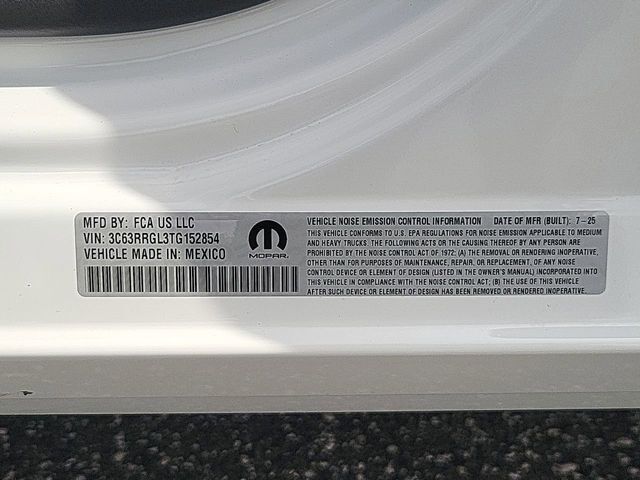 MFD BY: FCA US LLC
VIN: 3C63RRGL3TG152854
VEHICLE MADE IN: MEXICO
MOPAR.
VEHICLE NOISE EMISSION CONTROL INFORMATION DATE OF MFR (BUILT): 7-25
THIS VEHICLE CONFORMS TO U.S. EPA REGULATIONS FOR NOISE EMISSION APPLICABLE TO MEDIUM
AND HEAVY TRUCKS. THE FOLLOWING ACTS OR THE CAUSING THEREOF BY ANY PERSON ARE
PROHIBITED BY THE NOISE CONTROL ACT OF 1972: (A) THE REMOVAL OR RENDERING INOPERATIVE,
OTHER THAN FOR PURPOSES OF MAINTENANCE, REPAIR, OR REPLACEMENT, OF ANY NOISE
CONTROL DEVICE OR ELEMENT OF DESIGN (LISTED IN THE OWNER'S MANUAL) INCORPORATED INTO
THIS VEHICLE IN COMPLIANCE WITH THE NOISE CONTROL ACT; (B) THE USE OF THIS VEHICLE
AFTER SUCH DEVICE OR ELEMENT OF DESIGN HAS BEEN REMOVED OR RENDERED INOPERATIVE.